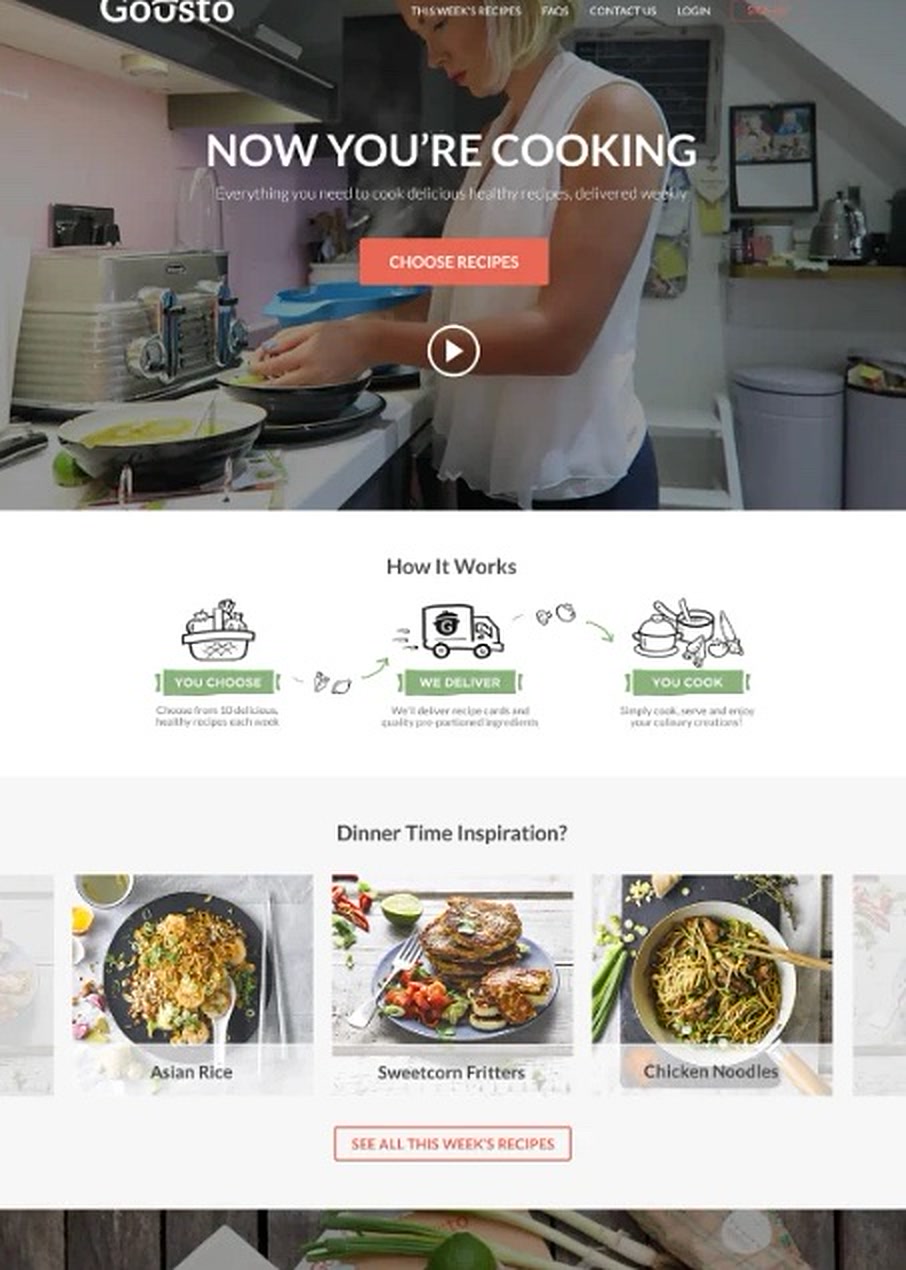 Gousto
THIS WEEK'S RECIPES FAQS CONTACT US LOGIN
NOW YOU'RE COOKING
Everything you need to cook delicious healthy recipes, delivered weekly
CHOOSE RECIPES
How It Works
G
YOU CHOOSE
WE DELIVER
YOU COOK
Choose from 10 delicious,
healthy recipes each week
We'll deliver recipe cards and
quality pre-portioned ingredients
Simply cook, serve and enjoy
your culinary creations!
Dinner Time Inspiration?
Asian Rice
Sweetcorn Fritters
Chicken Noodles
SEE ALL THIS WEEK'S RECIPES